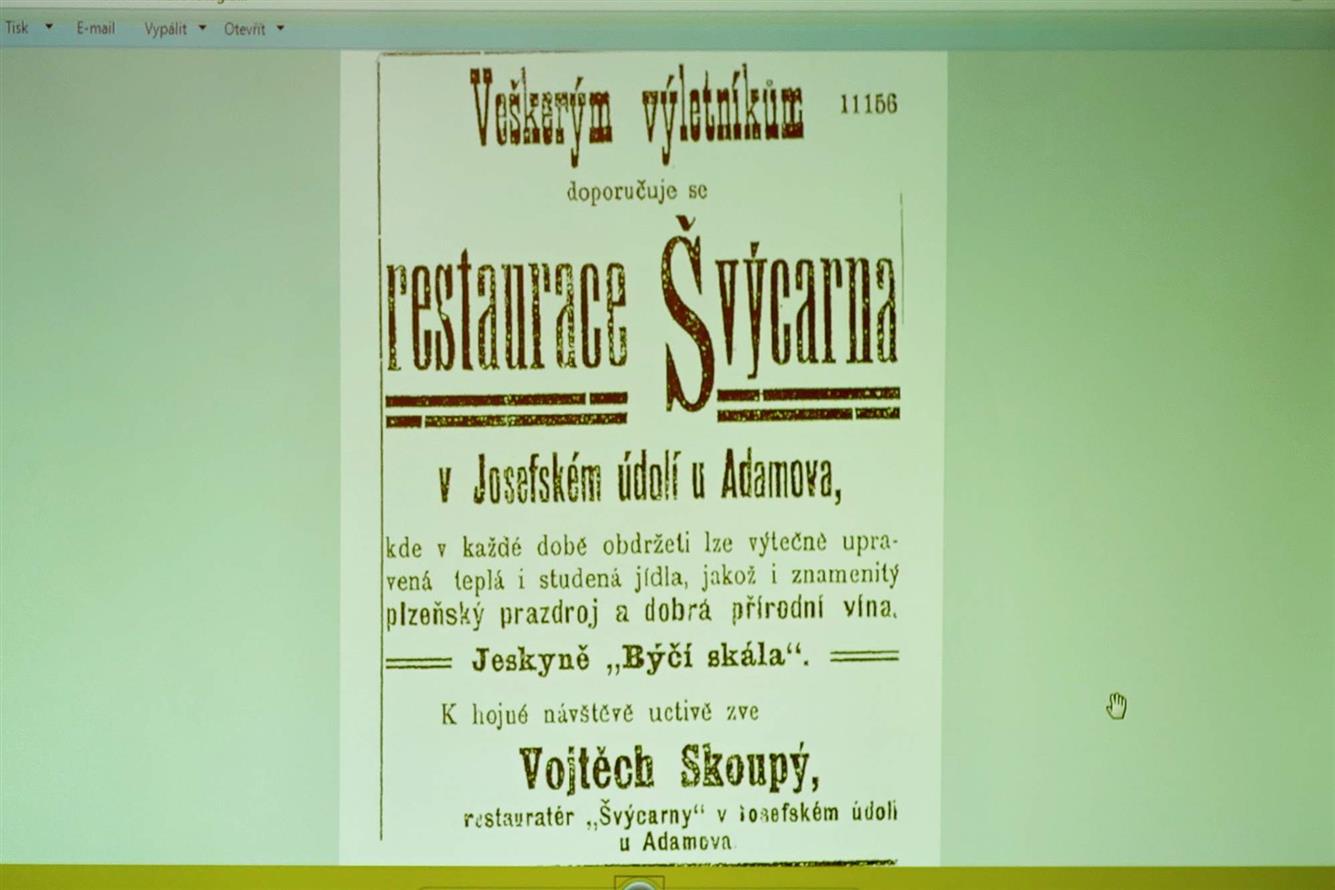 Tisk E-mail Vypálit Otevřít
Veškerým výletníkům 11156
doporučuje se
restaurace Švýcarna
v Josefském údolí u Adamova,
kde v každé době obdržeti lze výtečně upra-
vená teplá i studená jídla, jakož i znamenitý
plzeňský prazdroj a dobrá přírodní vína.
Jeskyně „Býčí skála“.
K hojné návštěvě uctivě zve
Vojtěch Skoupý,
restauratér „Švýcarny“ v Josefském údolí
u Adamova.